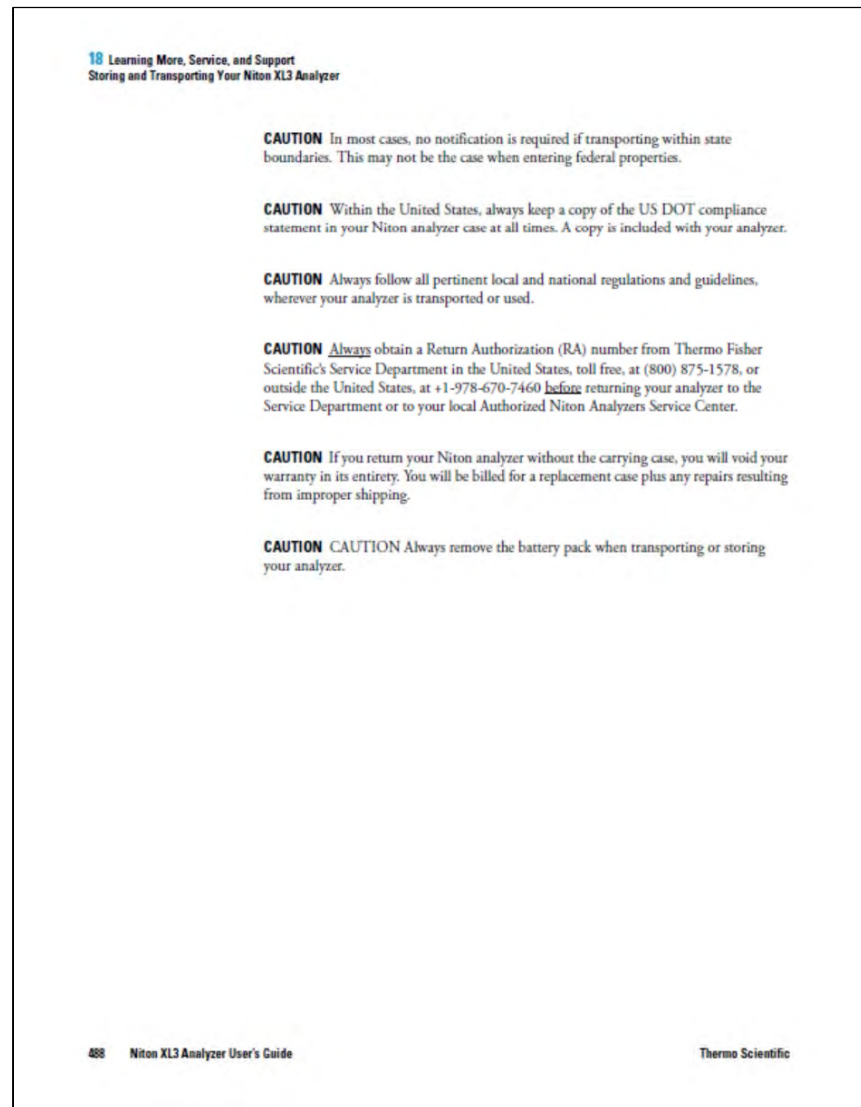 18 Learning More, Service, and Support
Storing and Transporting Your Niton XL3 Analyzer
CAUTION In most cases, no notification is required if transporting within state
boundaries. This may not be the case when entering federal properties.
CAUTION Within the United States, always keep a copy of the US DOT compliance
statement in your Niton analyzer case at all times. A copy is included with your analyzer.
CAUTION Always follow all pertinent local and national regulations and guidelines,
wherever your analyzer is transported or used.
CAUTION Always obtain a Return Authorization (RA) number from Thermo Fisher
Scientific's Service Department in the United States, toll free, at (800) 875-1578, or
outside the United States, at +1-978-670-7460 before returning your analyzer to the
Service Department or to your local Authorized Niton Analyzers Service Center.
CAUTION If you return your Niton analyzer without the carrying case, you will void your
warranty in its entirety. You will be billed for a replacement case plus any repairs resulting
from improper shipping.
CAUTION CAUTION Always remove the battery pack when transporting or storing
your analyzer.
488 Niton XL3 Analyzer User's Guide Thermo Scientific